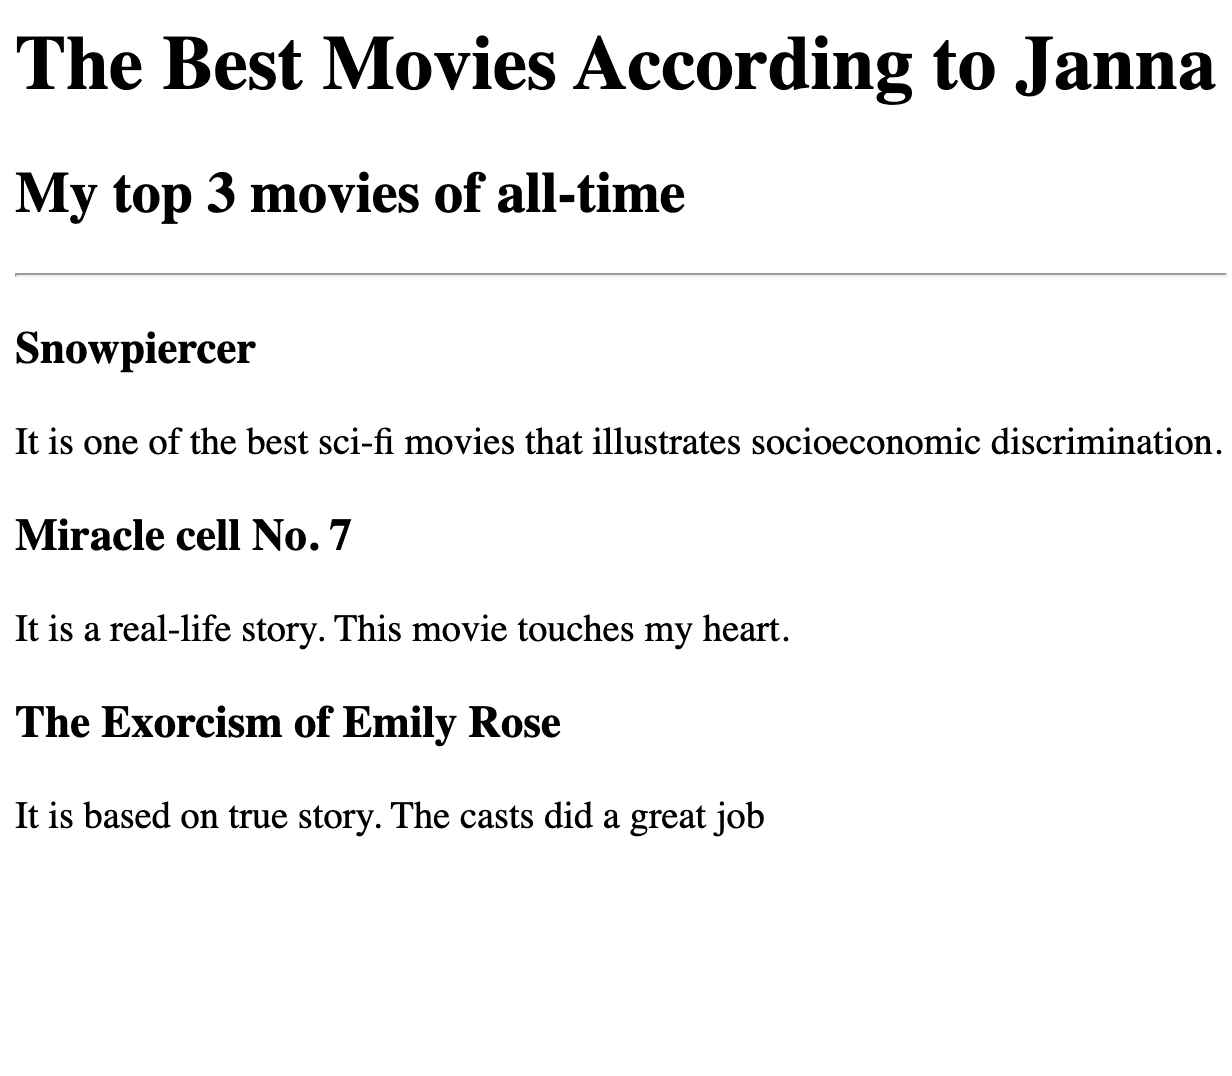 The Best Movies According to Janna
My top 3 movies of all-time
Snowpiercer
It is one of the best sci-fi movies that illustrates socioeconomic discrimination.
Miracle cell No. 7
It is a real-life story. This movie touches my heart.
The Exorcism of Emily Rose
It is based on true story. The casts did a great job